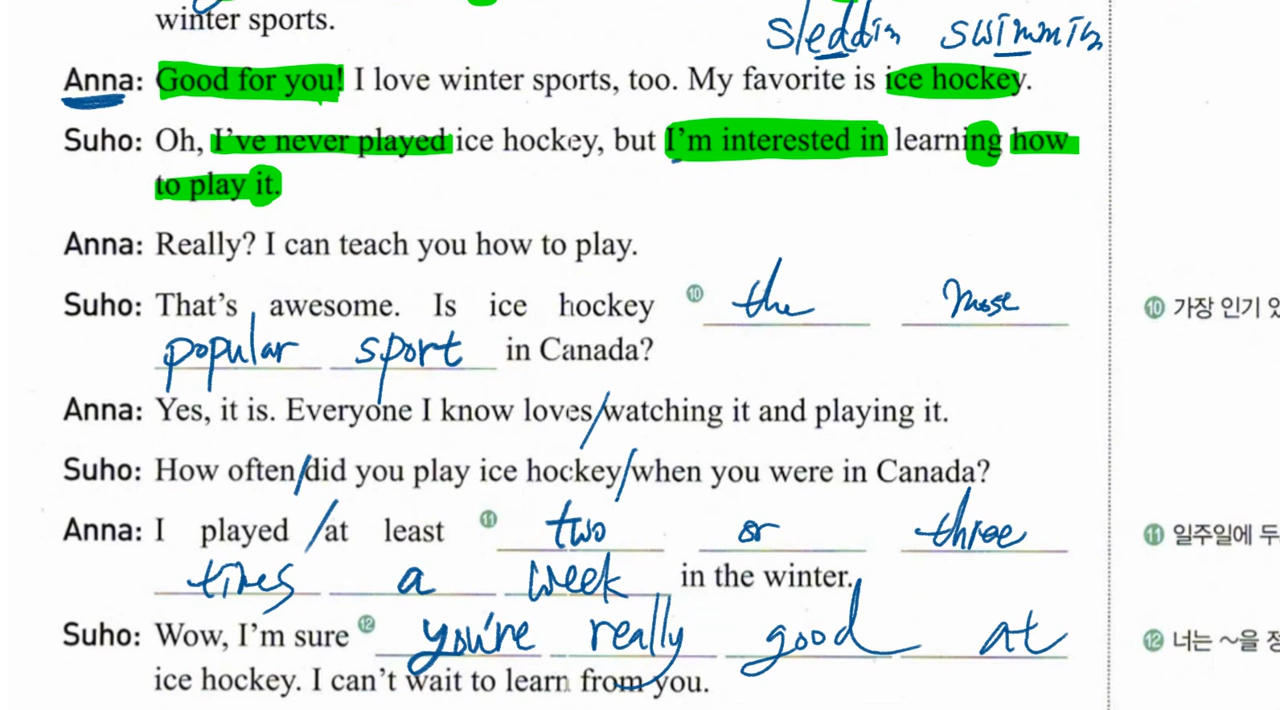 winter sports.
sleddin swimmin
Anna: Good for you! I love winter sports, too. My favorite is ice hockey.
Suho: Oh, I've never played ice hockey, but I'm interested in learning how
to play it.
Anna: Really? I can teach you how to play.
Suho: That's awesome. Is ice hockey ⑩ the most
⑩ 가장 인기 있
popular sport in Canada?
Anna: Yes, it is. Everyone I know loves/watching it and playing it.
Suho: How often/did you play ice hockey/when you were in Canada?
Anna: I played /at least ⑪ two or three
⑪ 일주일에 두
times a week in the winter.
Suho: Wow, I'm sure ⑫ you're really good at
⑫ 너는 ~을 정
ice hockey. I can't wait to learn from you.